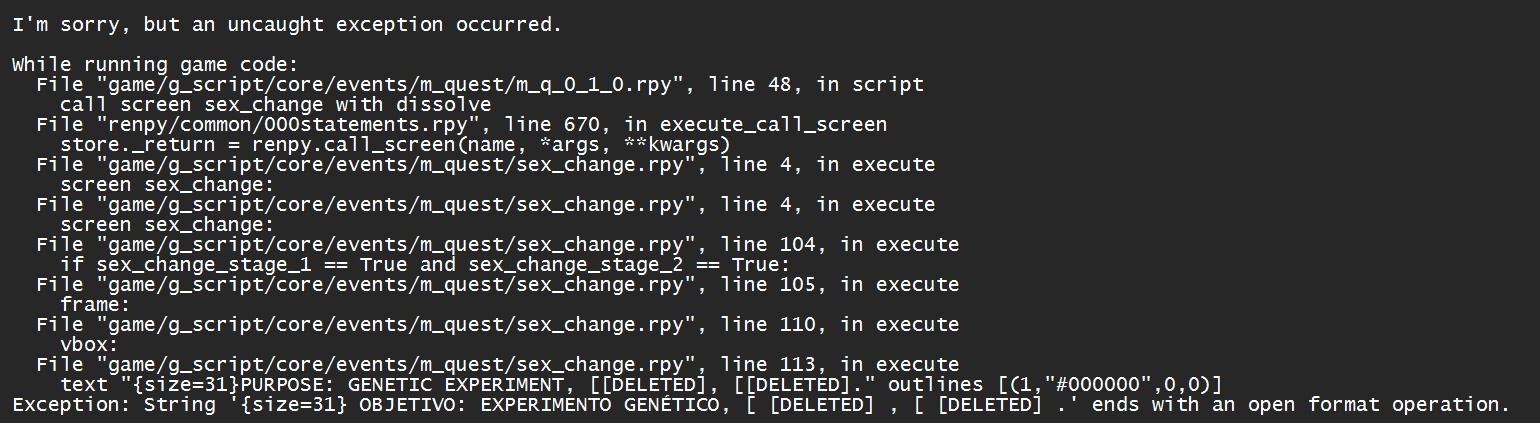 I'm sorry, but an uncaught exception occurred.

While running game code:
  File "game/g_script/core/events/m_quest/m_q_0_1_0.rpy", line 48, in script
    call screen sex_change with dissolve
  File "renpy/common/000statements.rpy", line 670, in execute_call_screen
    store._return = renpy.call_screen(name, *args, **kwargs)
  File "game/g_script/core/events/m_quest/sex_change.rpy", line 4, in execute
    screen sex_change:
  File "game/g_script/core/events/m_quest/sex_change.rpy", line 4, in execute
    screen sex_change:
  File "game/g_script/core/events/m_quest/sex_change.rpy", line 104, in execute
    if sex_change_stage_1 == True and sex_change_stage_2 == True:
  File "game/g_script/core/events/m_quest/sex_change.rpy", line 105, in execute
    frame:
  File "game/g_script/core/events/m_quest/sex_change.rpy", line 110, in execute
    vbox:
  File "game/g_script/core/events/m_quest/sex_change.rpy", line 113, in execute
    text "{size=31}PURPOSE: GENETIC EXPERIMENT, [[DELETED], [[DELETED]." outlines [(1,"#000000",0,0)]
Exception: String '{size=31} OBJETIVO: EXPERIMENTO GENÉTICO, [ [DELETED] , [ [DELETED] .' ends with an open format operation.